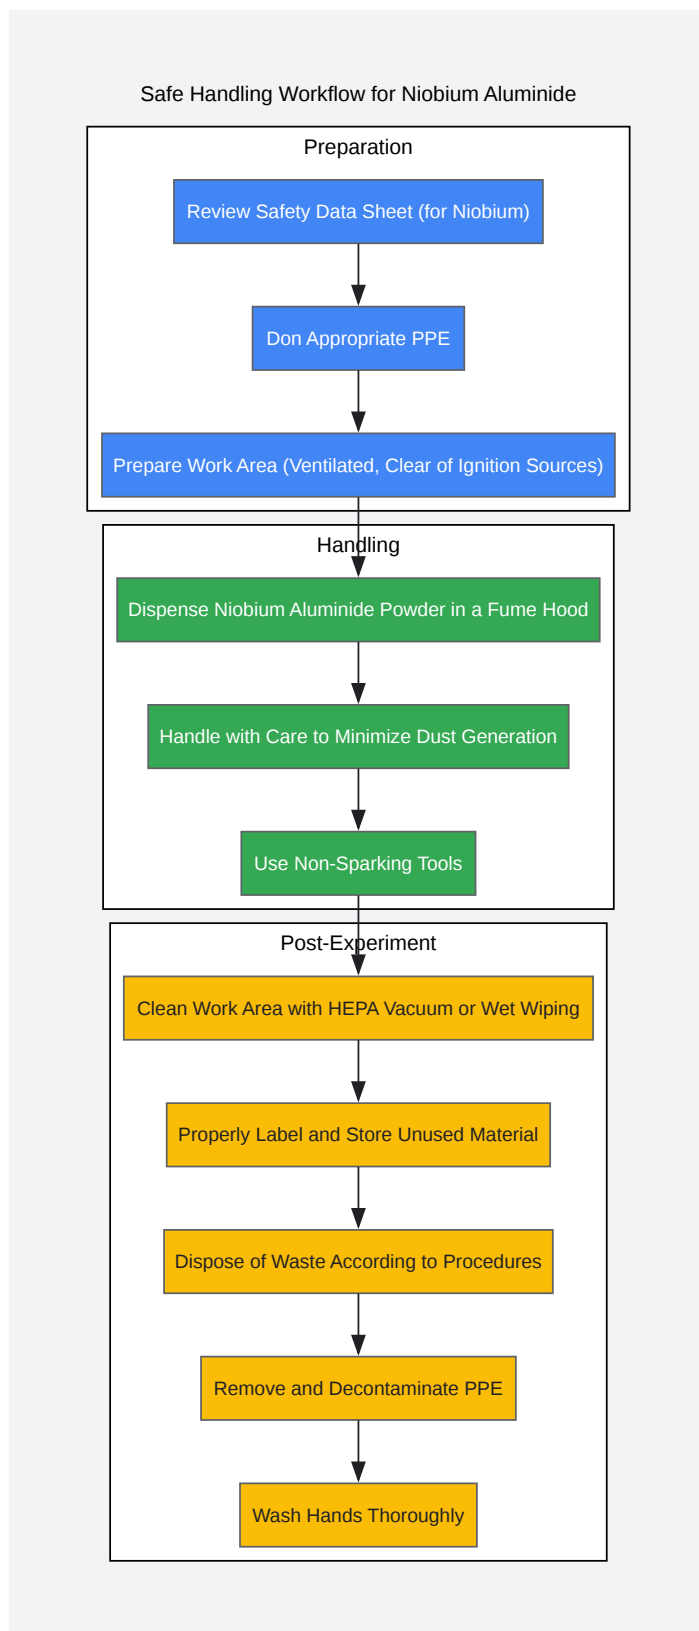 Safe Handling Workflow for Niobium Aluminide
Preparation
Review Safety Data Sheet (for Niobium)
Don Appropriate PPE
Prepare Work Area (Ventilated, Clear of Ignition Sources)
Handling
Dispense Niobium Aluminide Powder in a Fume Hood
Handle with Care to Minimize Dust Generation
Use Non-Sparking Tools
Post-Experiment
Clean Work Area with HEPA Vacuum or Wet Wiping
Properly Label and Store Unused Material
Dispose of Waste According to Procedures
Remove and Decontaminate PPE
Wash Hands Thoroughly